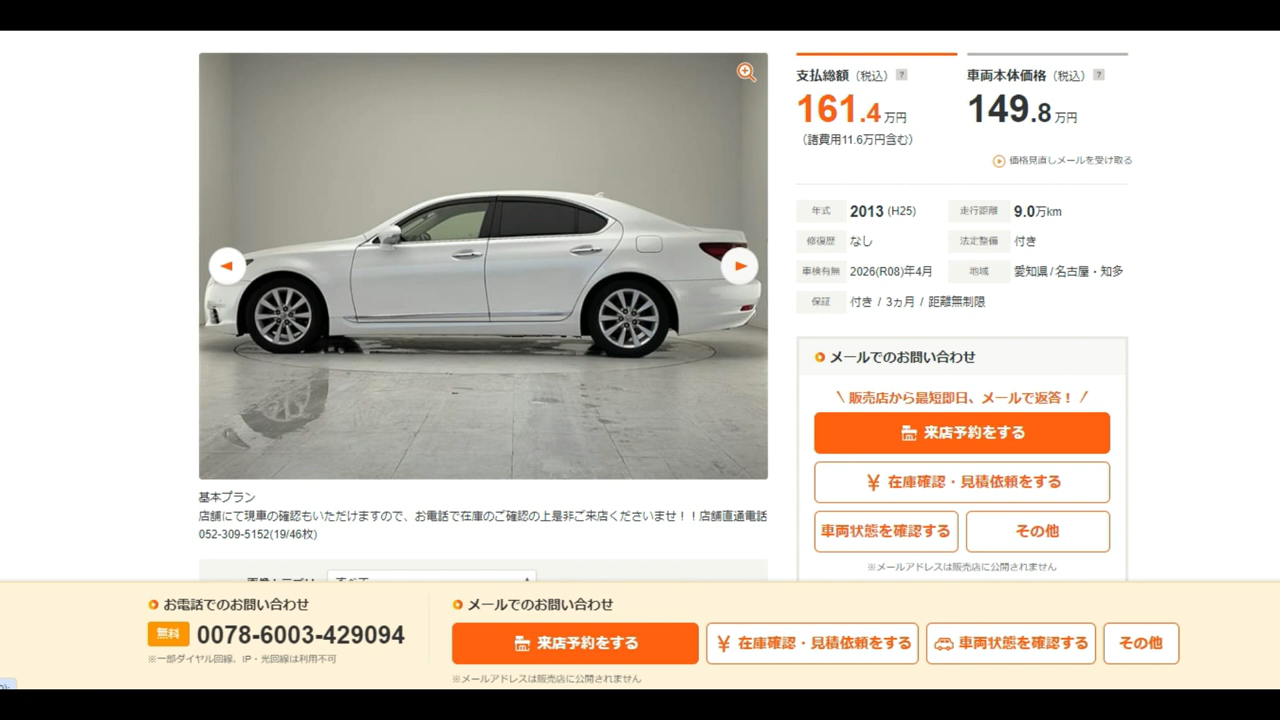 支払総額（税込） ?
161.4万円
（諸費用11.6万円含む）
車両本体価格（税込） ?
149.8万円
価格見直しメールを受け取る
年式 2013 (H25) 走行距離 9.0万km
修復歴 なし 法定整備 付き
車検有無 2026(R08)年4月 地域 愛知県 / 名古屋・知多
保証 付き / 3ヵ月 / 距離無制限
メールでのお問い合わせ
\ 販売店から最短即日、メールで返答！ /
来店予約をする
¥ 在庫確認・見積依頼をする
車両状態を確認する その他
※メールアドレスは販売店に公開されません
基本プラン
店舗にて現車の確認もいただけますので、お電話で在庫のご確認の上是非ご来店くださいませ！！店舗直通電話
052-309-5152(19/46枚)
お電話でのお問い合わせ
無料 0078-6003-429094
※一部ダイヤル回線、IP・光回線は利用不可
メールでのお問い合わせ
来店予約をする ¥ 在庫確認・見積依頼をする 車両状態を確認する その他
※メールアドレスは販売店に公開されません